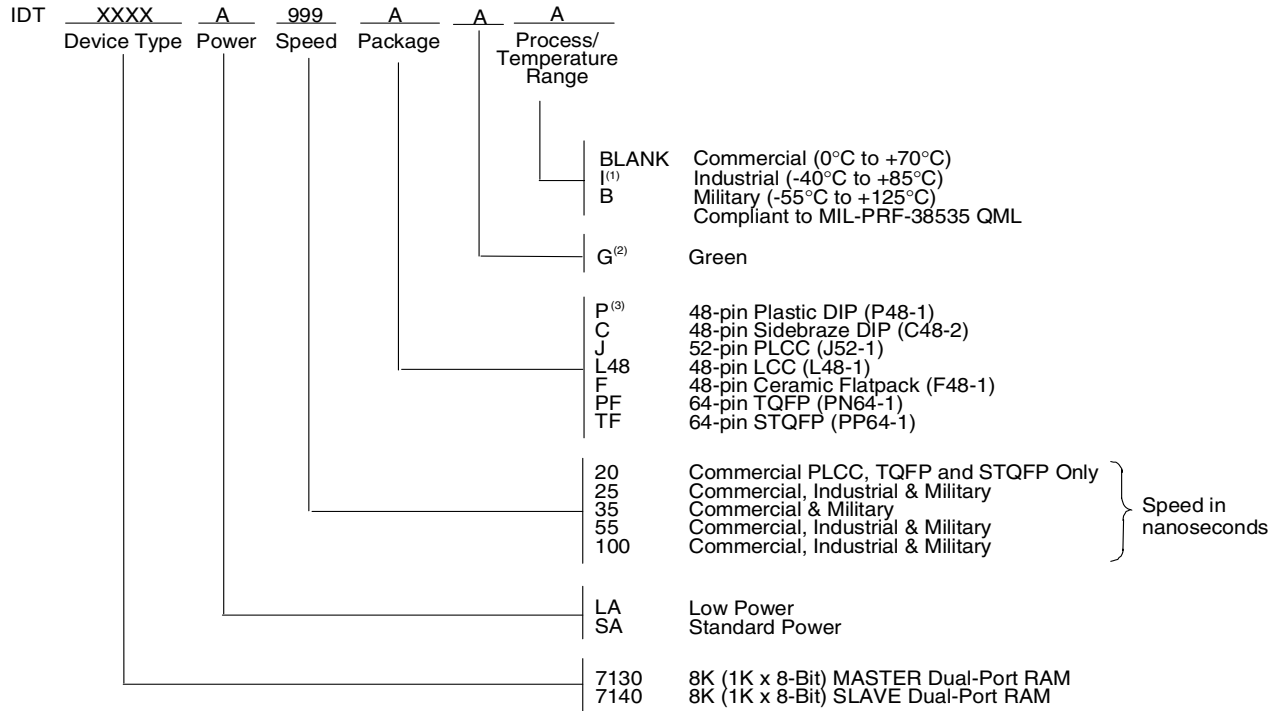 IDT XXXX A 999 A A A
Device Type Power Speed Package Process/
Temperature
Range
BLANK Commercial (0°C to +70°C)
I(1) Industrial (-40°C to +85°C)
B Military (-55°C to +125°C)
Compliant to MIL-PRF-38535 QML
G(2) Green
P(3) 48-pin Plastic DIP (P48-1)
C 48-pin Sidebraze DIP (C48-2)
J 52-pin PLCC (J52-1)
L48 48-pin LCC (L48-1)
F 48-pin Ceramic Flatpack (F48-1)
PF 64-pin TQFP (PN64-1)
TF 64-pin STQFP (PP64-1)
20 Commercial PLCC, TQFP and STQFP Only
25 Commercial, Industrial & Military
35 Commercial & Military
55 Commercial, Industrial & Military
100 Commercial, Industrial & Military
Speed in
nanoseconds
LA Low Power
SA Standard Power
7130 8K (1K x 8-Bit) MASTER Dual-Port RAM
7140 8K (1K x 8-Bit) SLAVE Dual-Port RAM